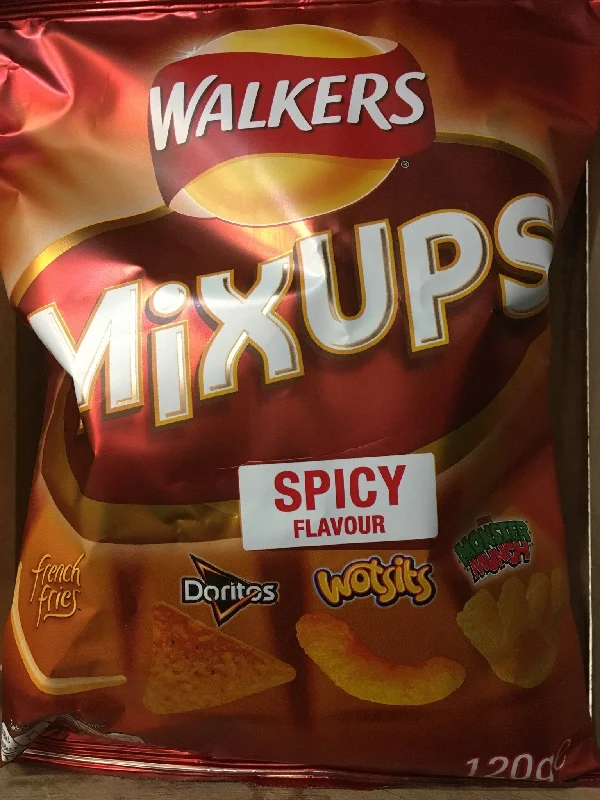 WALKERS
®
MiXUPS
SPICY
FLAVOUR
french
fries
Doritos
Wotsits
MONSTER
MUNCH
120g